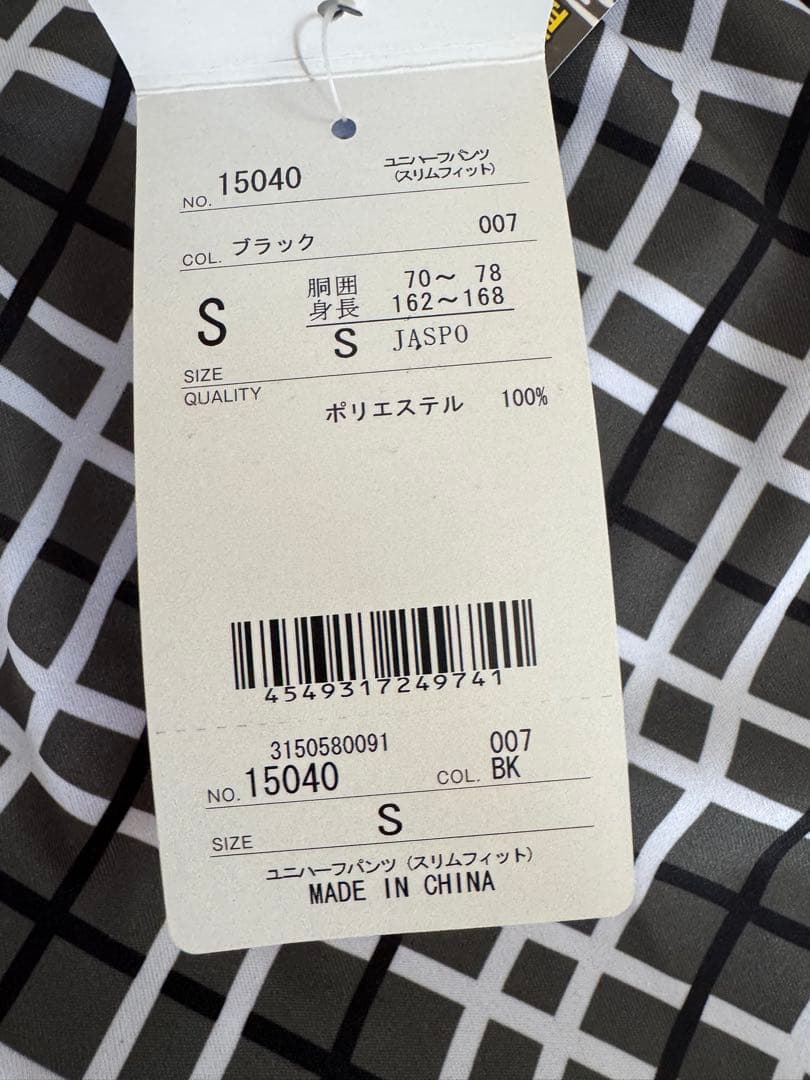 NO. 15040 ユニハーフパンツ
(スリムフィット)
COL. ブラック 007
胴囲 70～ 78
身長 162～168
S
S JASPO
SIZE
QUALITY
ポリエステル 100%
4549317249741
3150580091 007
NO. 15040 COL. BK
SIZE S
ユニハーフパンツ (スリムフィット)
MADE IN CHINA